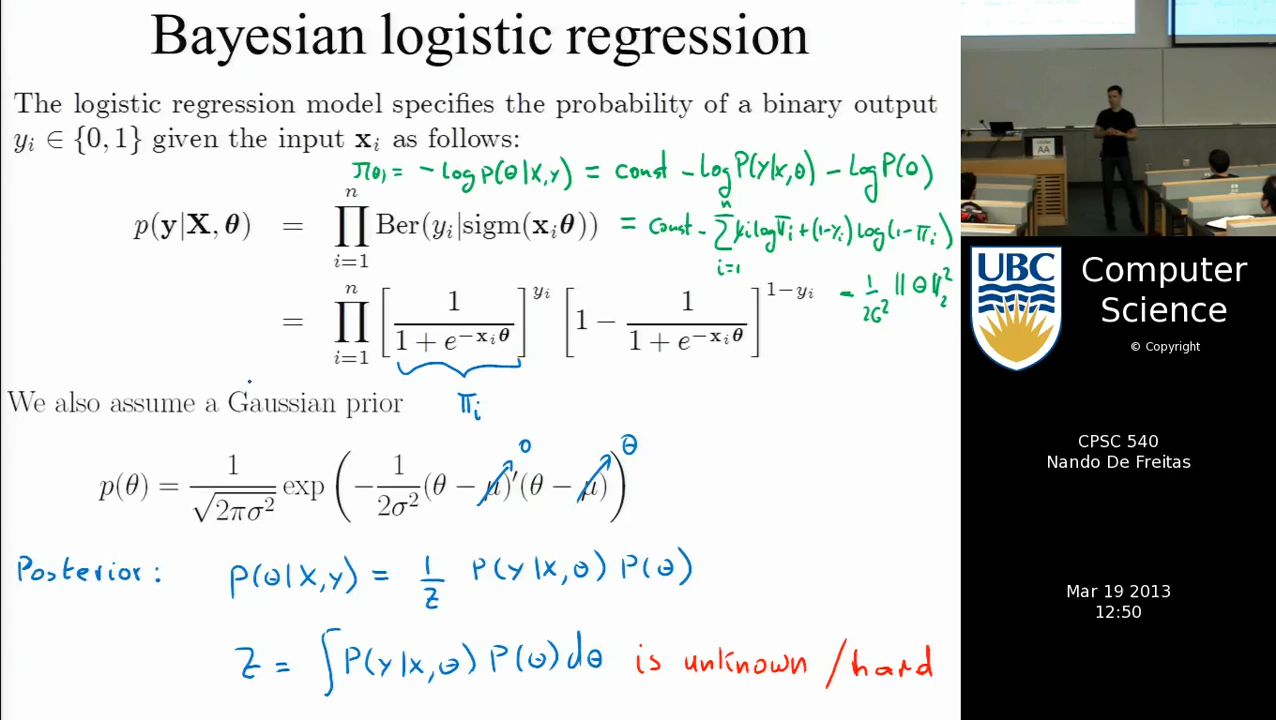 Bayesian logistic regression
The logistic regression model specifies the probability of a binary output
y_i ∈ {0, 1} given the input x_i as follows:
J(θ) = - log P(θ|X,y) = const - log P(y|X,θ) - log P(θ)
p(y|X, θ) = ∏_{i=1}^{n} Ber(y_i|sigm(x_iθ)) = const - ∑_{i=1}^{n} y_i log π_i + (1-y_i) log(1-π_i)
= ∏_{i=1}^{n} [1 / (1 + e^{-x_iθ})]^{y_i} [1 - 1 / (1 + e^{-x_iθ})]^{1-y_i} - 1/2σ² ||θ||²_2
π_i
We also assume a Gaussian prior
0 θ
p(θ) = 1/√(2πσ²) exp(-1/2σ² (θ - μ)′(θ - μ))
Posterior: P(θ|X,y) = 1/Z P(y|X,θ) P(θ)
Z = ∫P(y|X,θ) P(θ)dθ is unknown/hard
AA
UBC
Computer
Science
© Copyright
CPSC 540
Nando De Freitas
Mar 19 2013
12:50